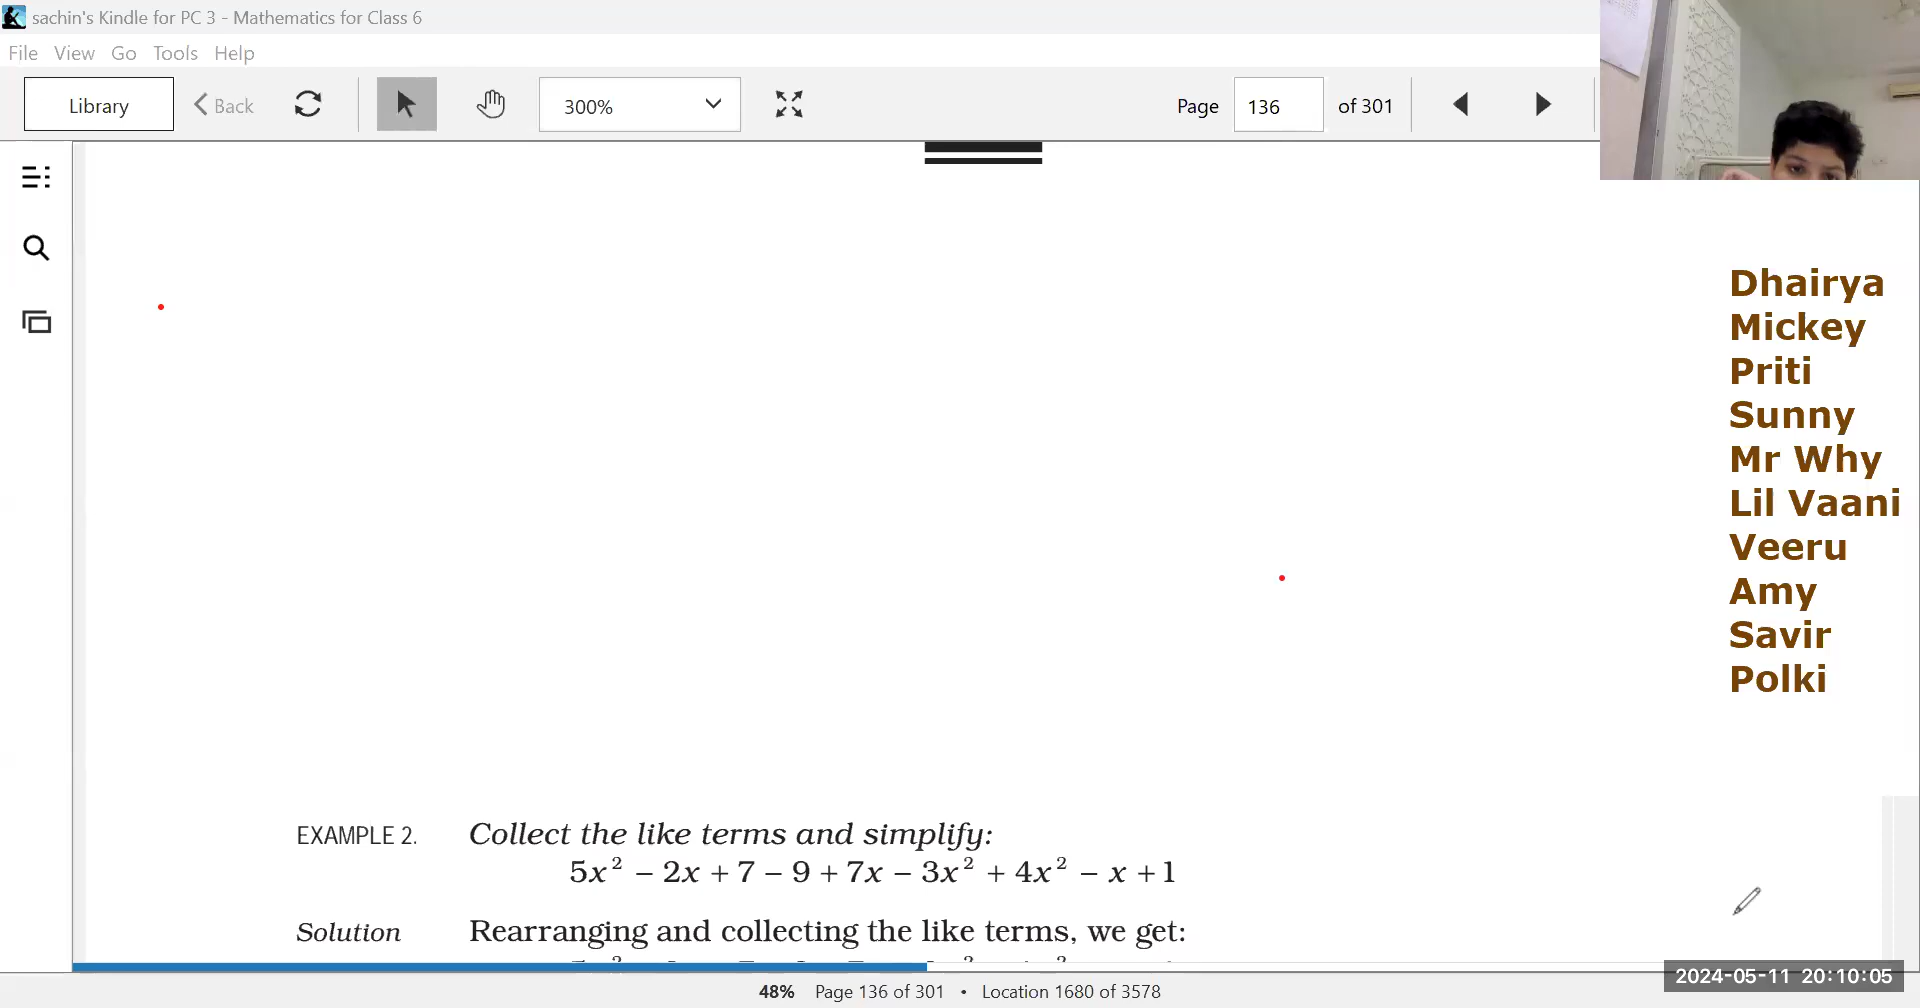 sachin's Kindle for PC 3 - Mathematics for Class 6
File View Go Tools Help
Library Back 300% Page 136 of 301
Dhairya
Mickey
Priti
Sunny
Mr Why
Lil Vaani
Veeru
Amy
Savir
Polki
EXAMPLE 2. Collect the like terms and simplify:
5x² − 2x + 7 − 9 + 7x − 3x² + 4x² − x + 1
Solution Rearranging and collecting the like terms, we get:
2024-05-11 20:10:05
48% Page 136 of 301 • Location 1680 of 3578